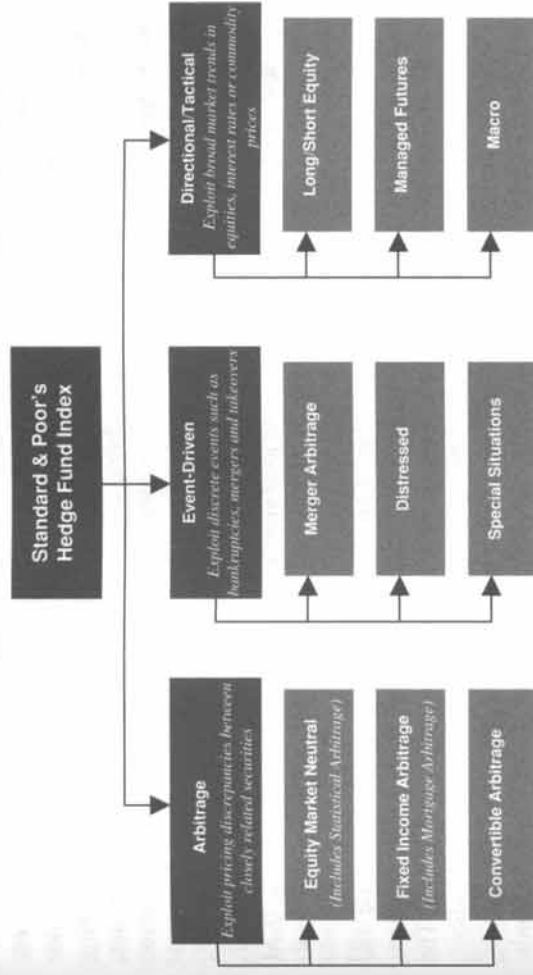 Standard & Poor's
Hedge Fund Index
Arbitrage
Exploit pricing discrepancies between
closely related securities
Equity Market Neutral
(Includes Statistical Arbitrage)
Fixed Income Arbitrage
(Includes Mortgage Arbitrage)
Convertible Arbitrage
Event-Driven
Exploit discrete events such as
bankruptcies, mergers and takeovers
Merger Arbitrage
Distressed
Special Situations
Directional/Tactical
Exploit broad market trends in
equities, interest rates or commodity
prices
Long/Short Equity
Managed Futures
Macro